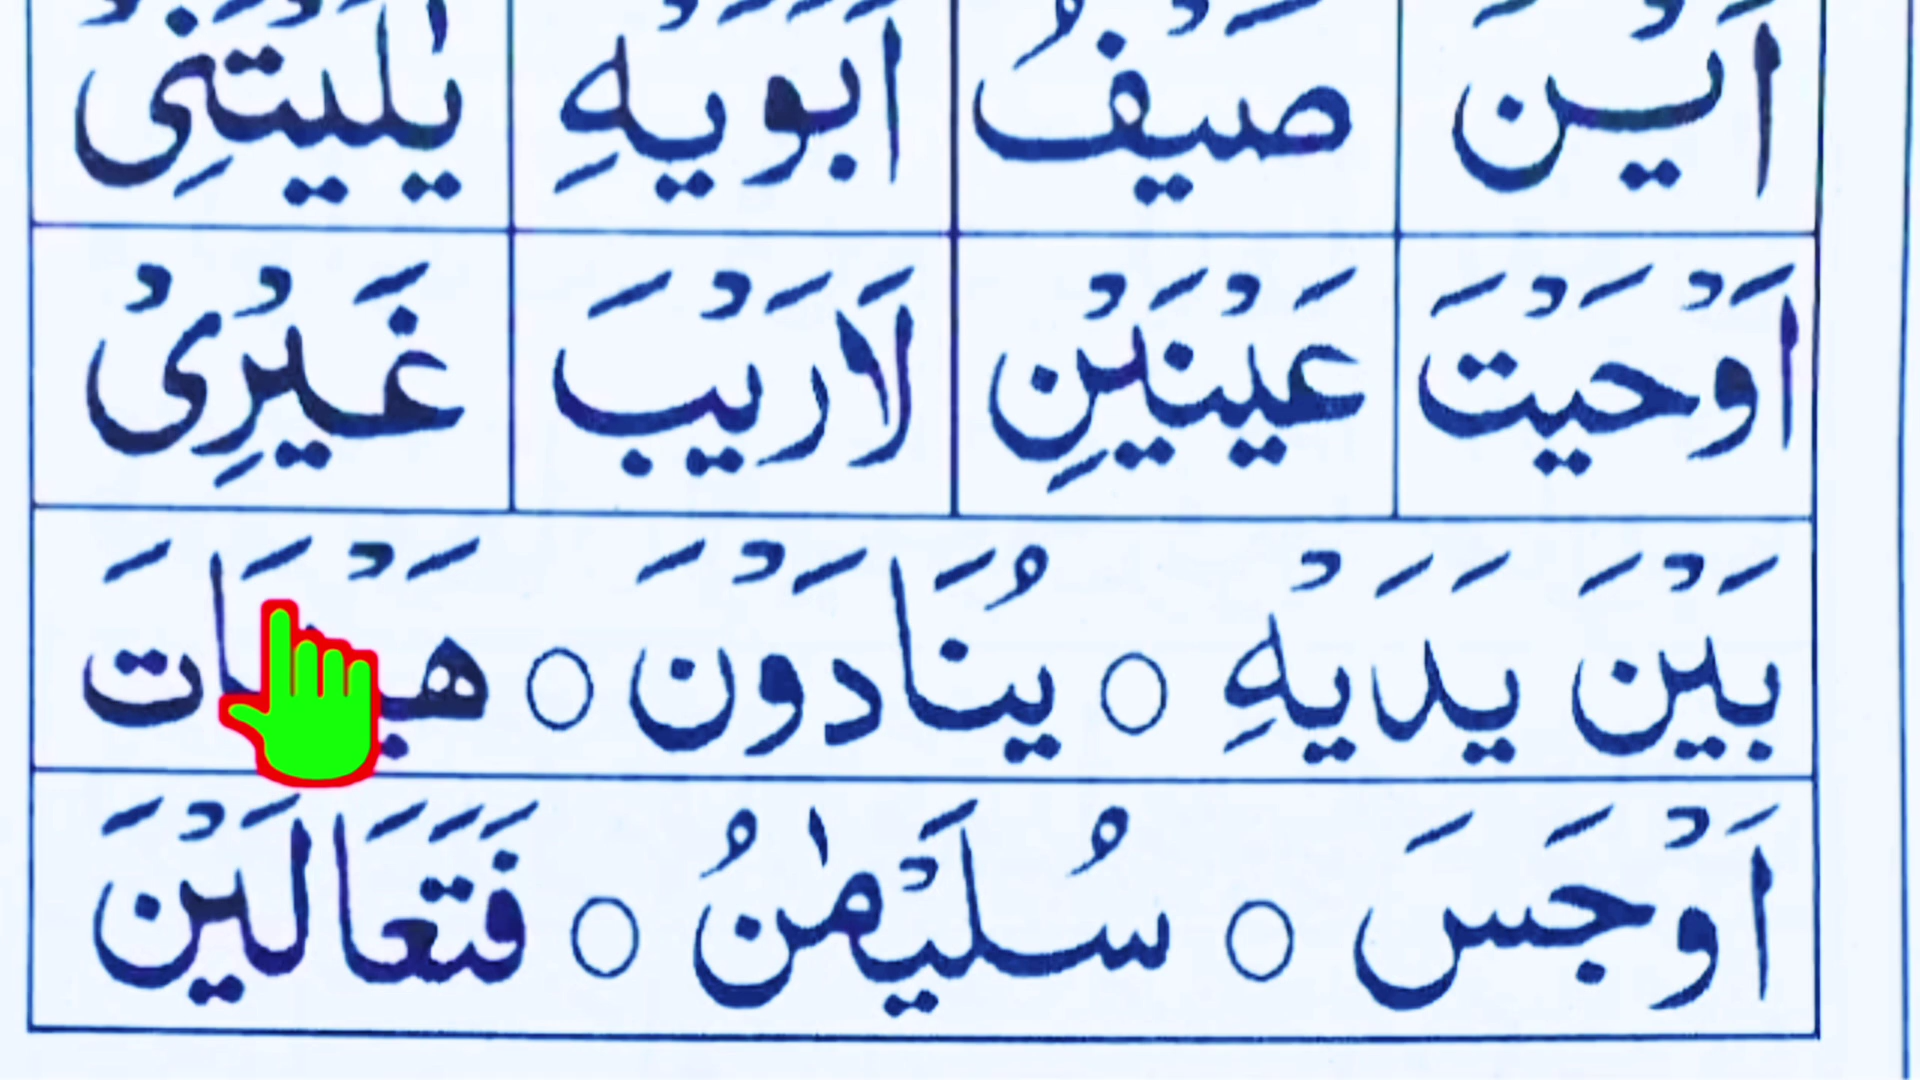 اَيْنَ صَيْفُ اَبَوَيْهِ يٰلَيْتَنِيْ
اَوْحَيْتَ عَيْنَيْنِ لَارَيْبَ غَيْرِيْ
بَيْنَ يَدَيْهِ ○ يُنَادَوْنَ ○
اَوْجَسَ ○ سُلَيْمٰنُ ○ فَتَعَالَيْنَ